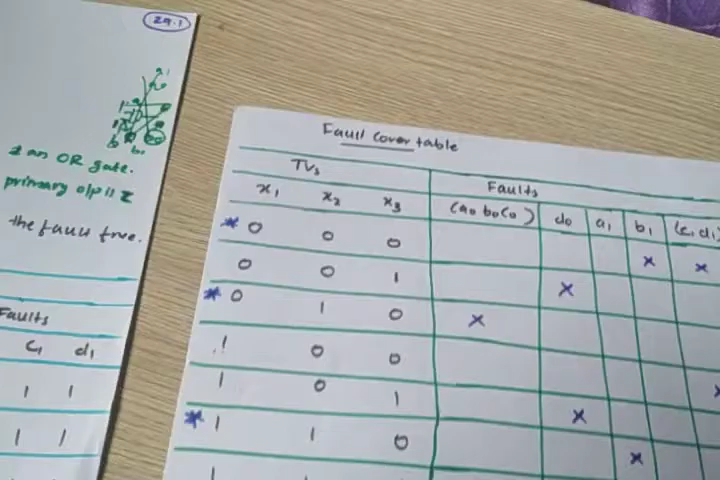 29.1
& an OR gate.
primary o/p is Z
the fault free.
Faults
c1 d1
1 1
1 1
Fault cover table
TVs Faults
x1 x2 x3 (a0 b0 c0) d0 a1 b1 (c1 d1)
* 0 0 0 x x
0 0 1 x
* 0 1 0 x
1 0 0
1 0 1 x x
* 1 1 0 x
1